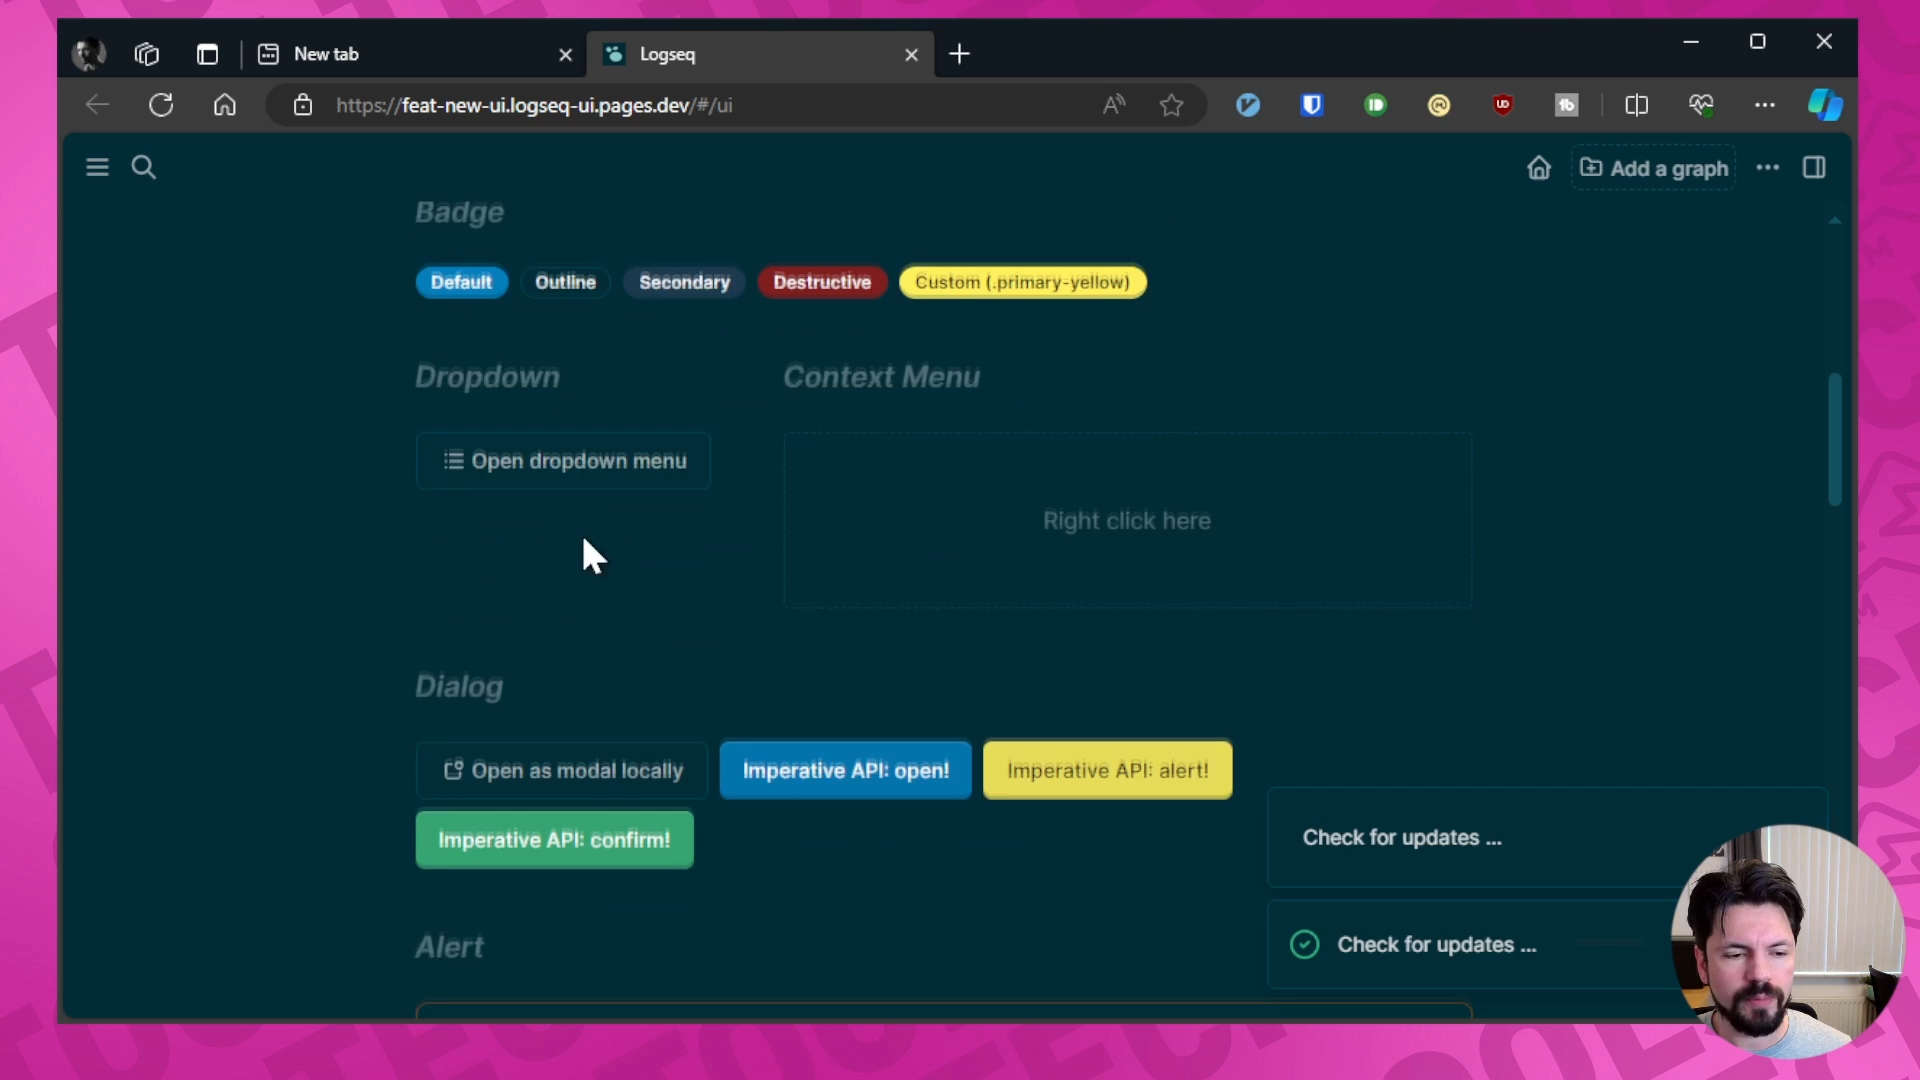 New tab
Logseq
https://feat-new-ui.logseq-ui.pages.dev/#/ui
Add a graph
Badge
Default
Outline
Secondary
Destructive
Custom (.primary-yellow)
Dropdown
Context Menu
Open dropdown menu
Right click here
Dialog
Open as modal locally
Imperative API: open!
Imperative API: alert!
Imperative API: confirm!
Check for updates ...
Check for updates ...
Alert